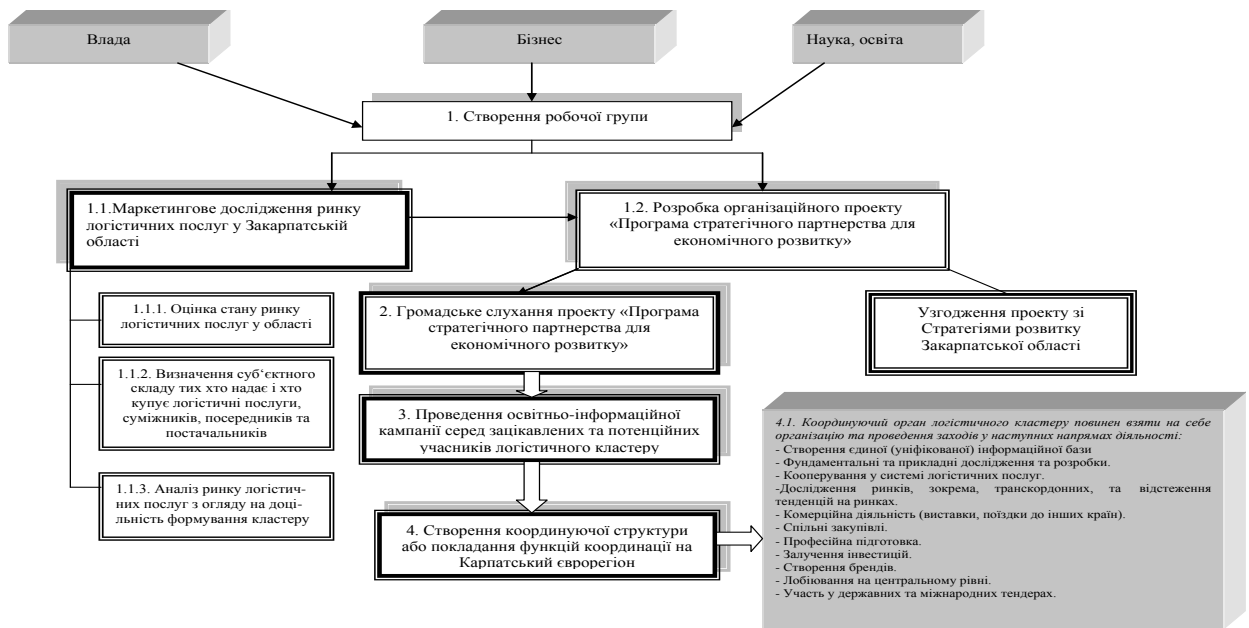 Влада
Бізнес
Наука, освіта
1. Створення робочої групи
1.1.Маркетингове дослідження ринку
логістичних послуг у Закарпатській
області
1.2. Розробка організаційного проекту
«Програма стратегічного партнерства для
економічного розвитку»
1.1.1. Оцінка стану ринку
логістичних послуг у області
1.1.2. Визначення суб‘єктного
складу тих хто надає і хто
купує логістичні послуги,
суміжників, посередників та
постачальників
1.1.3. Аналіз ринку логістич-
них послуг з огляду на доці-
льність формування кластеру
2. Громадське слухання проекту «Програма
стратегічного партнерства для
економічного розвитку»
Узгодження проекту зі
Стратегіями розвитку
Закарпатської області
3. Проведення освітньо-інформаційної
кампанії серед зацікавлених та потенційних
учасників логістичного кластеру
4. Створення координуючої структури
або покладання функцій координації на
Карпатський єврорегіон
4.1. Координуючий орган логістичного кластеру повинен взяти на себе
організацію та проведення заходів у наступних напрямах діяльності:
- Створення єдиної (уніфікованої) інформаційної бази
- Фундаментальні та прикладні дослідження та розробки.
- Кооперування у системі логістичних послуг.
-Дослідження ринків, зокрема, транскордонних, та відстеження
тенденцій на ринках.
- Комерційна діяльність (виставки, поїздки до інших країн).
- Спільні закупівлі.
- Професійна підготовка.
- Залучення інвестицій.
- Створення брендів.
- Лобіювання на центральному рівні.
- Участь у державних та міжнародних тендерах.